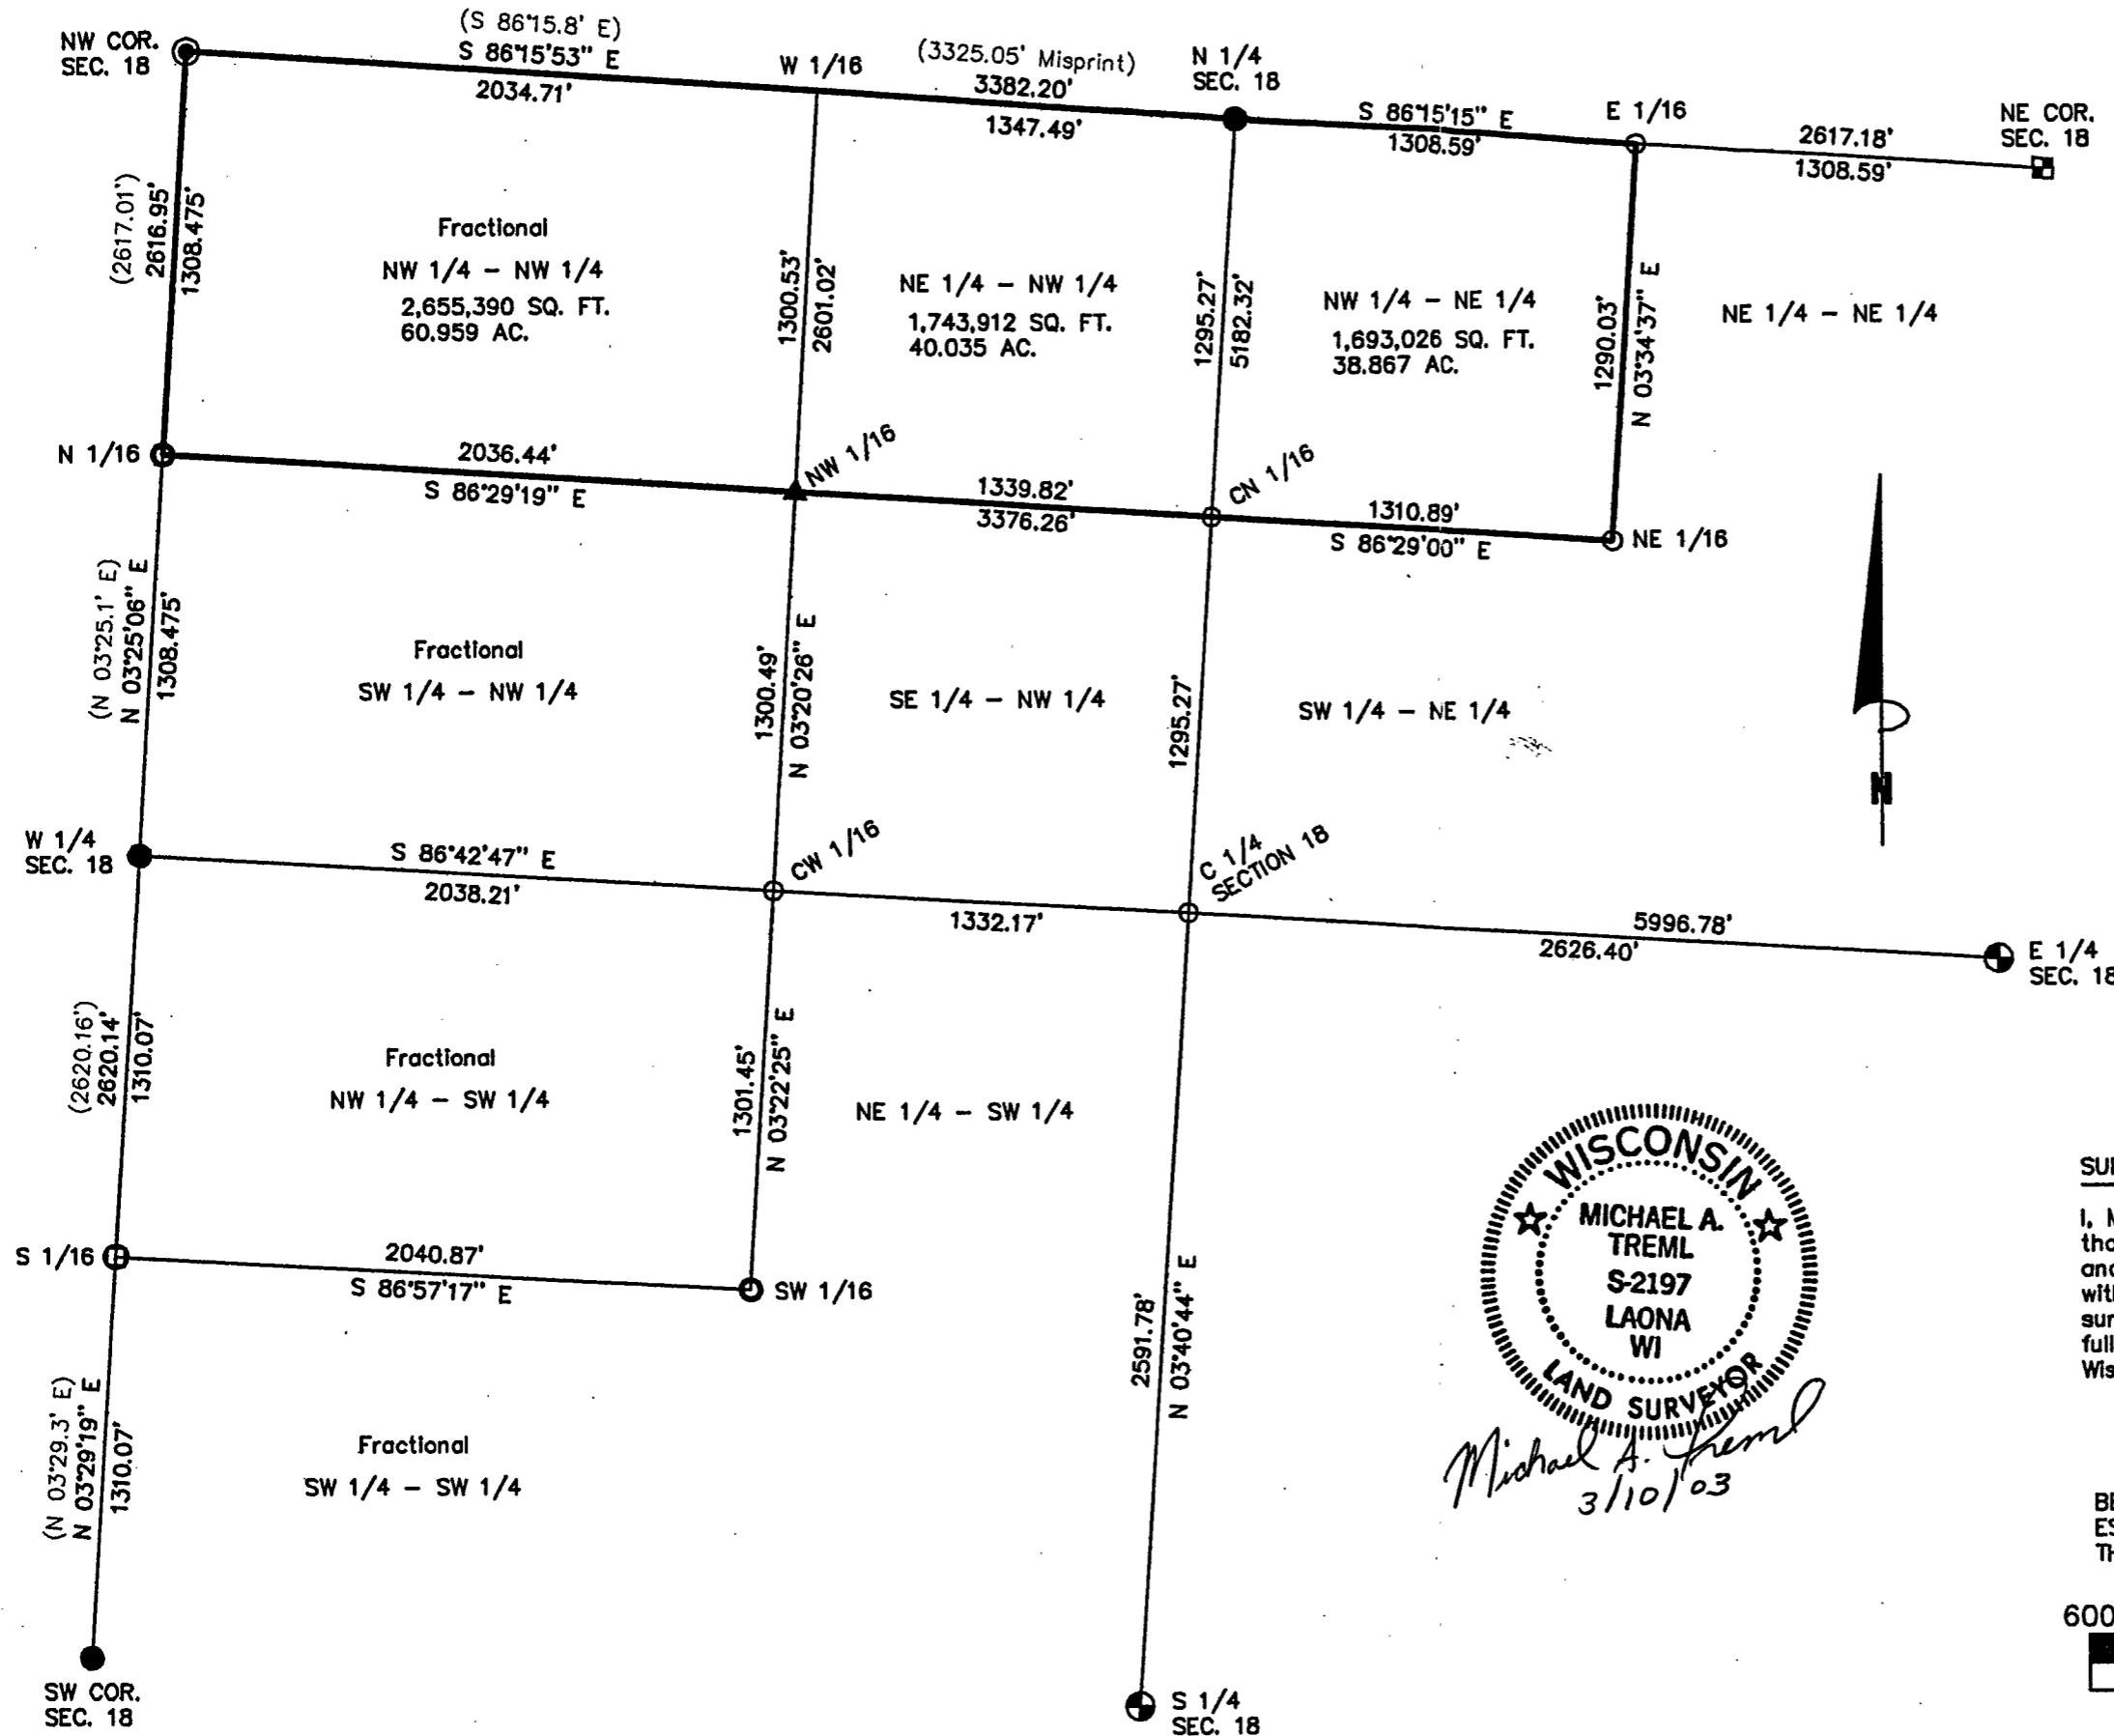 (S 86°15.8' E)
S 86°15'53" E
2034.71'
NW COR.
SEC. 18
W 1/16
(3325.05' Misprint)
3382.20'
1347.49'
N 1/4
SEC. 18
S 86°15'15" E
1308.59'
E 1/16
2617.18'
1308.59'
NE COR.
SEC. 18
(2617.01')
2616.95'
1308.475'
Fractional
NW 1/4 - NW 1/4
2,655,390 SQ. FT.
60.959 AC.
1300.53'
2601.02'
NE 1/4 - NW 1/4
1,743,912 SQ. FT.
40.035 AC.
1295.27'
5182.32'
NW 1/4 - NE 1/4
1,693,026 SQ. FT.
38.867 AC.
1290.03'
N 03°34'37" E
NE 1/4 - NE 1/4
N 1/16
2036.44'
S 86°29'19" E
NW 1/16
1339.82'
3376.26'
CN 1/16
1310.89'
S 86°29'00" E
NE 1/16
(N 03°25.1' E)
N 03°25'06" E
1308.475'
Fractional
SW 1/4 - NW 1/4
1300.49'
N 03°20'26" E
SE 1/4 - NW 1/4
1295.27'
SW 1/4 - NE 1/4
N
W 1/4
SEC. 18
S 86°42'47" E
2038.21'
CW 1/16
1332.17'
C 1/4
SECTION 18
5996.78'
2626.40'
E 1/4
SEC. 18
(2620.16')
2620.14'
1310.07'
Fractional
NW 1/4 - SW 1/4
1301.45'
N 03°22'25" E
NE 1/4 - SW 1/4
S 1/16
2040.87'
S 86°57'17" E
SW 1/16
2591.78'
N 03°40'44" E
WISCONSIN
MICHAEL A.
TREML
S-2197
LAONA
WI
LAND SURVEYOR
Michael A. Treml
3/10/03
(N 03°29.3' E)
N 03°29'19" E
1310.07'
Fractional
SW 1/4 - SW 1/4
SW COR.
SEC. 18
S 1/4
SEC. 18
I, M
with
full
Wis
600